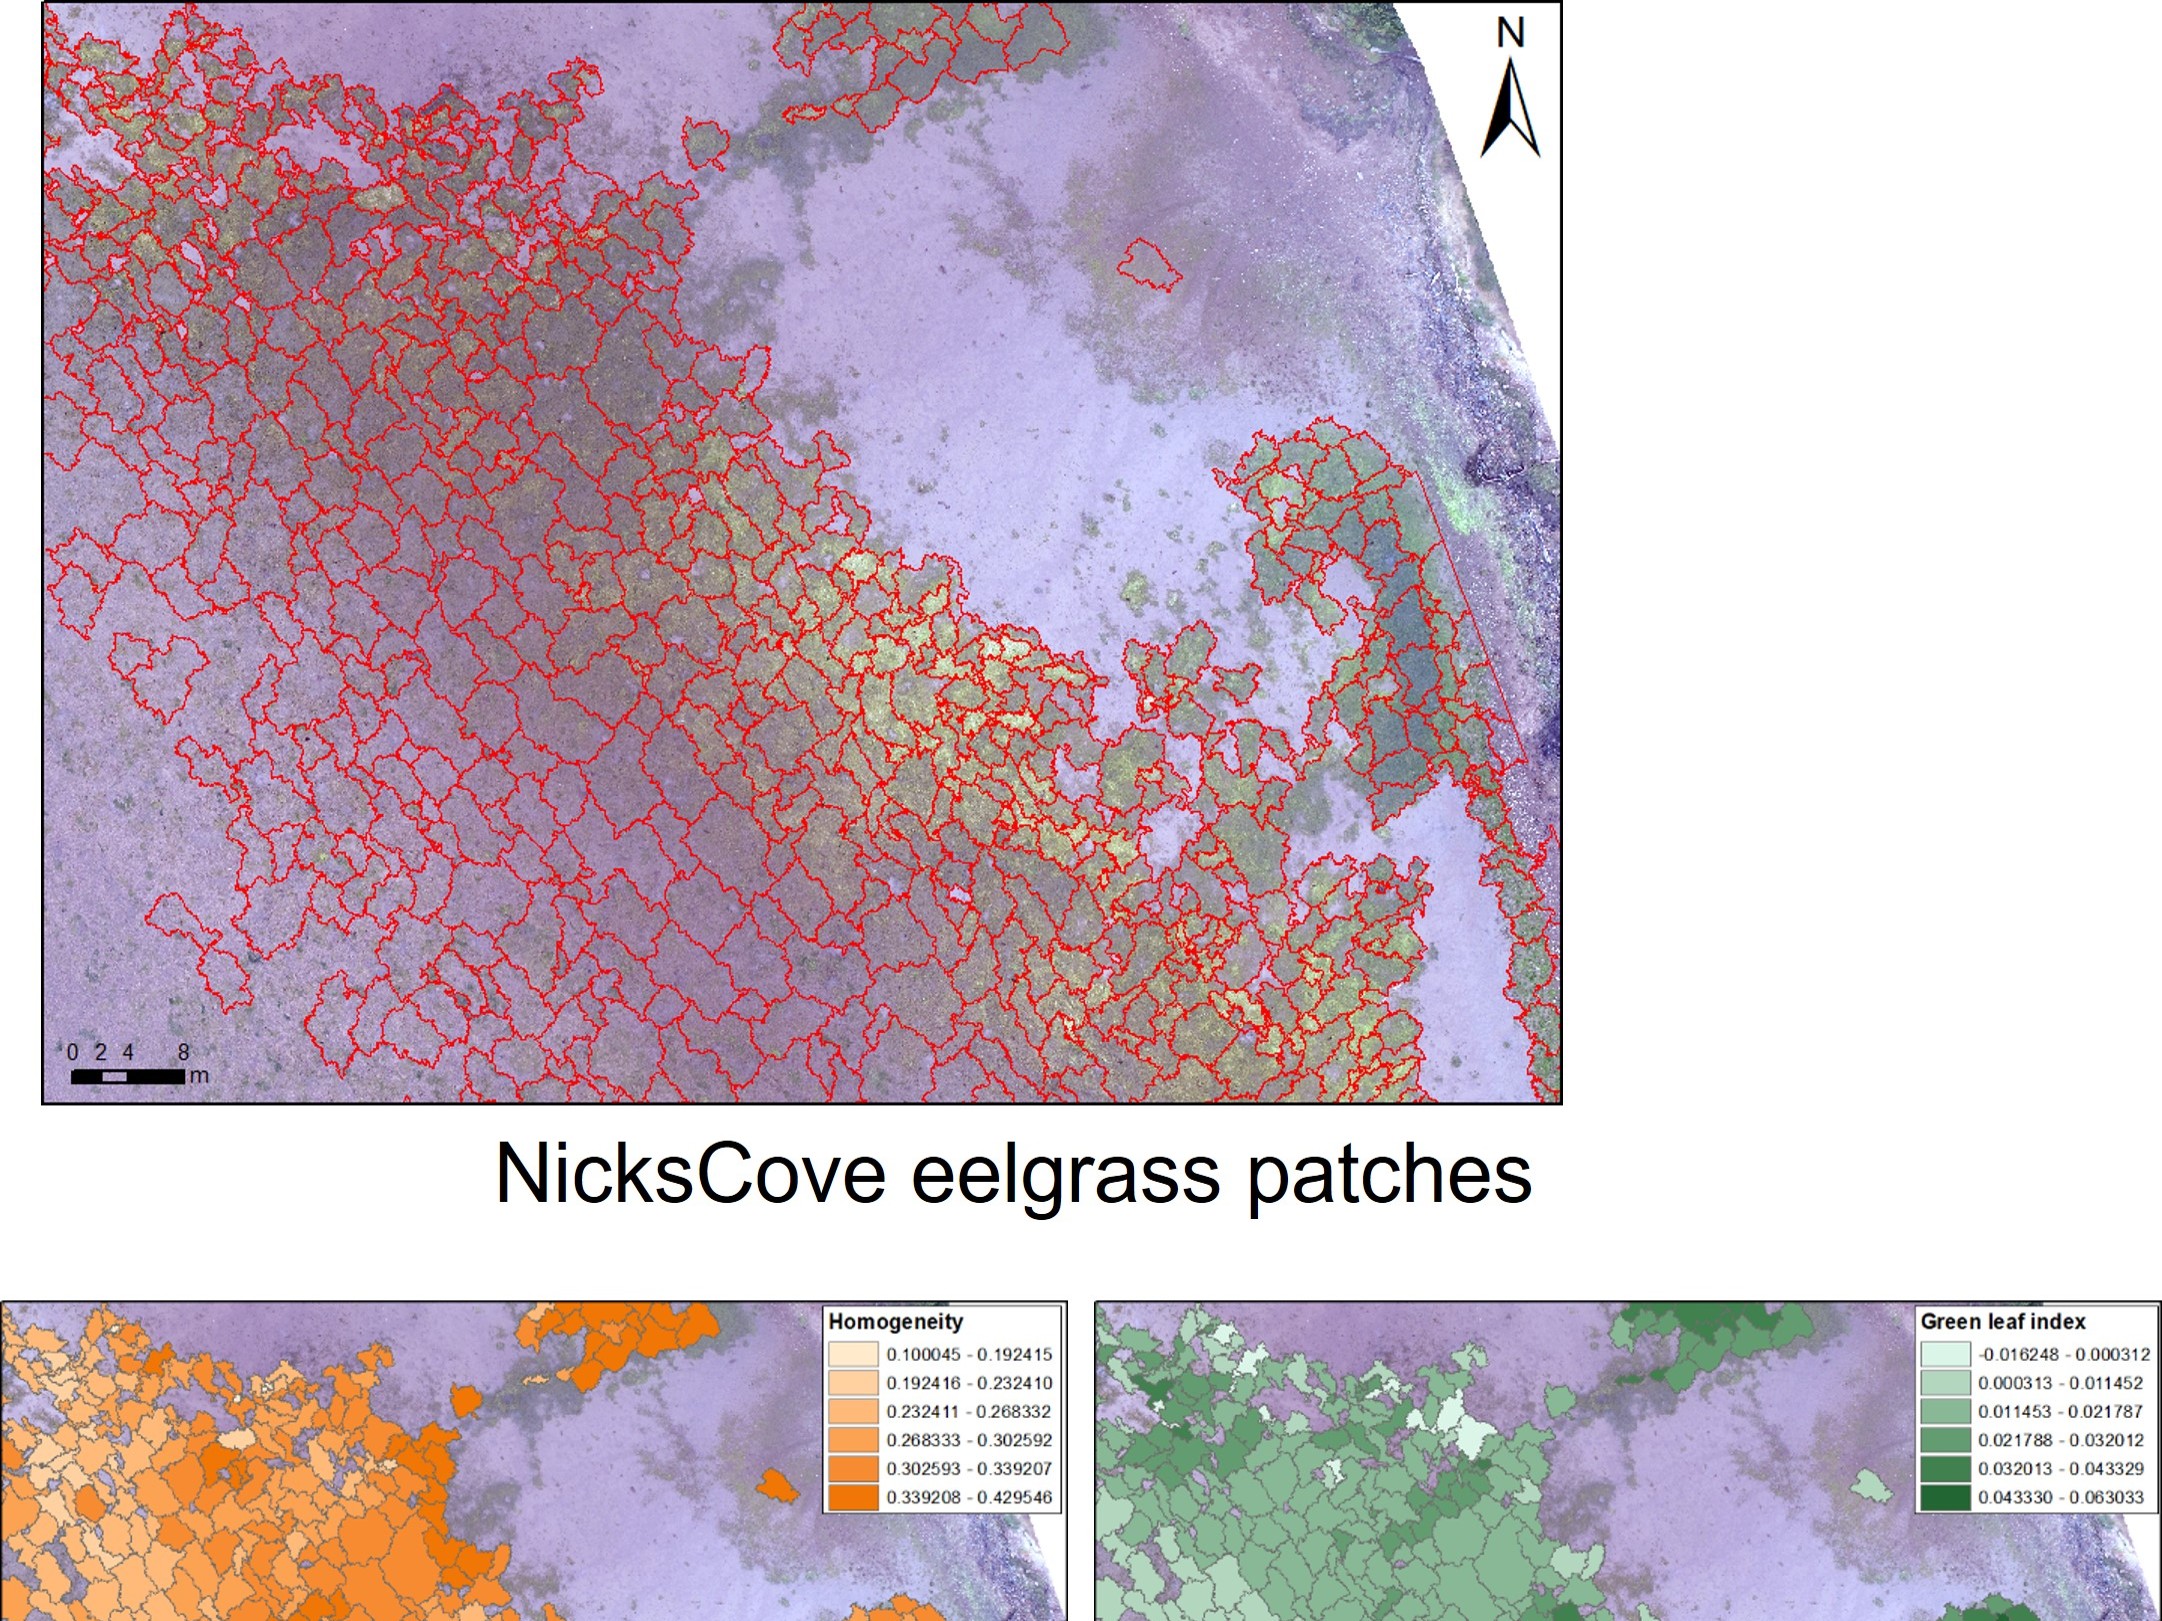 N
0 2 4 8
m
NicksCove eelgrass patches
Homogeneity
0.100045 - 0.192415
0.192416 - 0.232410
0.232411 - 0.268332
0.268333 - 0.302592
0.302593 - 0.339207
0.339208 - 0.429546
Green leaf index
-0.016248 - 0.000312
0.000313 - 0.011452
0.011453 - 0.021787
0.021788 - 0.032012
0.032013 - 0.043329
0.043330 - 0.063033